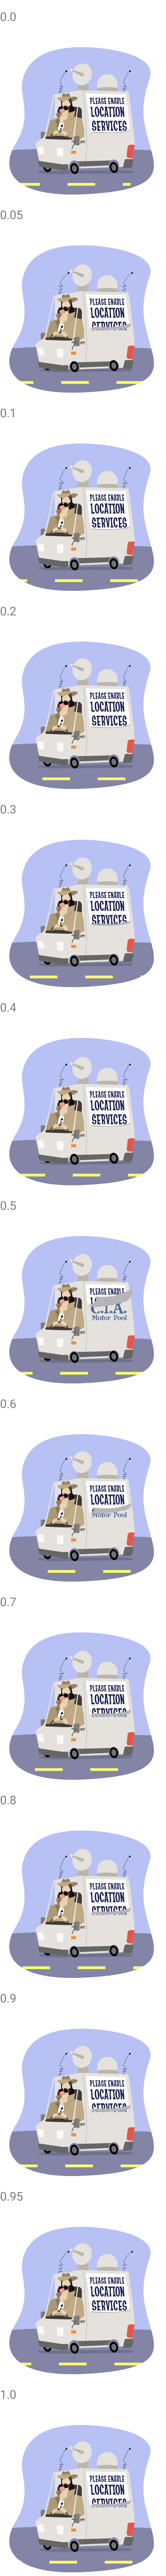 0.0
PLEASE ENABLE
LOCATION
SERVICES
0.05
PLEASE ENABLE
LOCATION
SERVICES
0.1
PLEASE ENABLE
LOCATION
SERVICES
0.2
PLEASE ENABLE
LOCATION
SERVICES
0.3
PLEASE ENABLE
LOCATION
SERVICES
0.4
PLEASE ENABLE
LOCATION
SERVICES
0.5
PLEASE ENABLE
C.I.A.
Motor Pool
0.6
PLEASE ENABLE
LOCATION
Motor Pool
0.7
PLEASE ENABLE
LOCATION
SERVICES
0.8
PLEASE ENABLE
LOCATION
SERVICES
0.9
PLEASE ENABLE
LOCATION
SERVICES
0.95
PLEASE ENABLE
LOCATION
SERVICES
1.0
PLEASE ENABLE
LOCATION
SERVICES